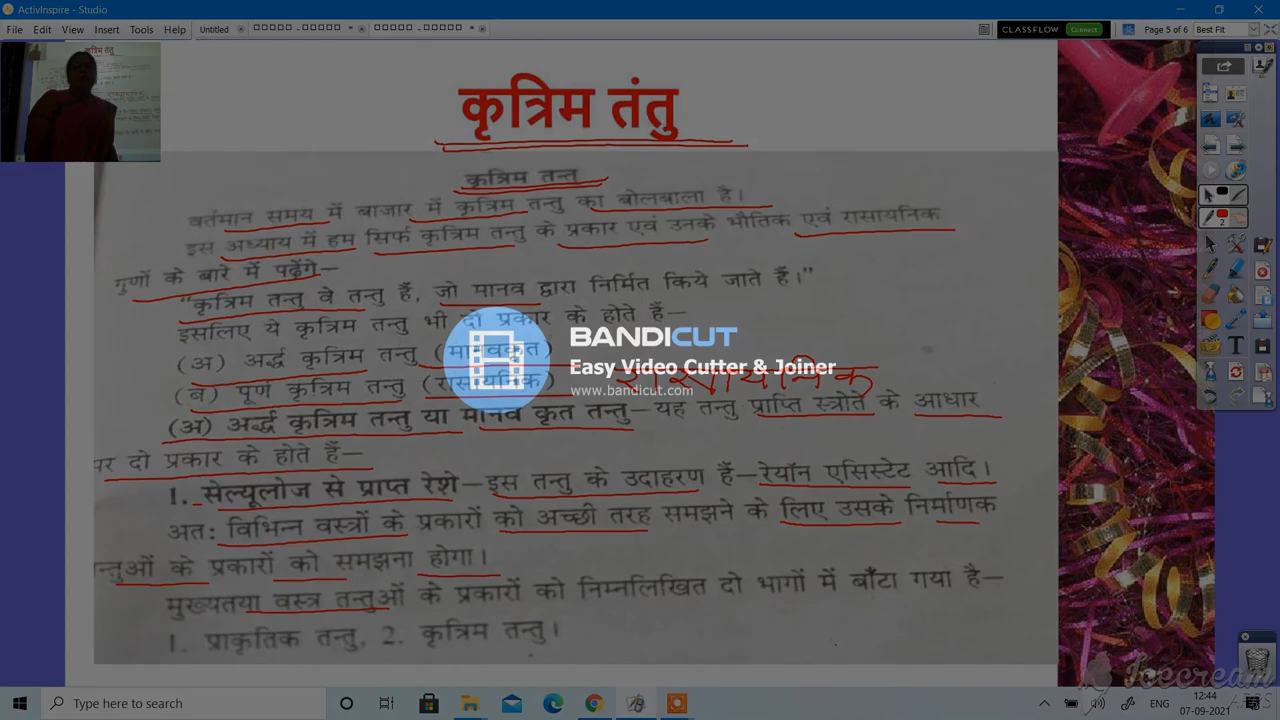 ActivInspire - Studio
File Edit View Insert Tools Help Untitled
CLASSFLOW Connect Page 5 of 6 Best Fit
कृत्रिम तंतु
कृत्रिम तन्तु
वर्तमान समय में बाजार में कृत्रिम तन्तु का बोलबाला है।
इस अध्याय में हम सिर्फ कृत्रिम तन्तु के प्रकार एवं उनके भौतिक एवं रासायनिक
गुणों के बारे में पढ़ेंगे–
"कृत्रिम तन्तु वे तन्तु हैं, जो मानव द्वारा निर्मित किये जाते हैं।"
इसलिए ये कृत्रिम तन्तु भी दो प्रकार के होते हैं–
(अ) अर्द्ध कृत्रिम तन्तु (मानवकृत)
(ब) पूर्ण कृत्रिम तन्तु (रासायनिक)
BANDICUT
Easy Video Cutter & Joiner
www.bandicut.com
(अ) अर्द्ध कृत्रिम तन्तु या मानव कृत तन्तु–यह तन्तु प्राप्ति स्त्रोत के आधार
पर दो प्रकार के होते हैं–
1. सेल्यूलोज से प्राप्त रेशे–इस तन्तु के उदाहरण हैं–रेयॉन एसिस्टेट आदि।
अतः विभिन्न वस्त्रों के प्रकारों को अच्छी तरह समझने के लिए उसके निर्माणक
न्तुओं के प्रकारों को समझना होगा।
मुख्यतया वस्त्र तन्तुओं के प्रकारों को निम्नलिखित दो भागों में बाँटा गया है–
1. प्राकृतिक तन्तु, 2. कृत्रिम तन्तु।
Icecream
APPS
Type here to search
ENG
12:44
07-09-2021